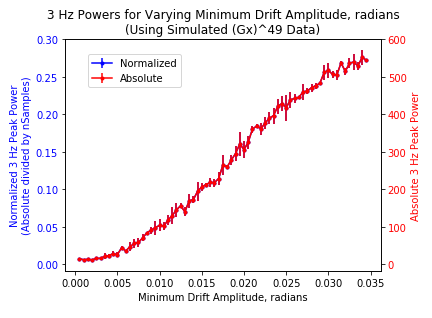 3 Hz Powers for Varying Minimum Drift Amplitude, radians
(Using Simulated (Gx)^49 Data)
Normalized 3 Hz Peak Power
(Absolute divided by nSamples)
0.30
0.25
0.20
0.15
0.10
0.05
0.00
Normalized
Absolute
600
500
400
300
200
100
0
Absolute 3 Hz Peak Power
0.000 0.005 0.010 0.015 0.020 0.025 0.030 0.035
Minimum Drift Amplitude, radians